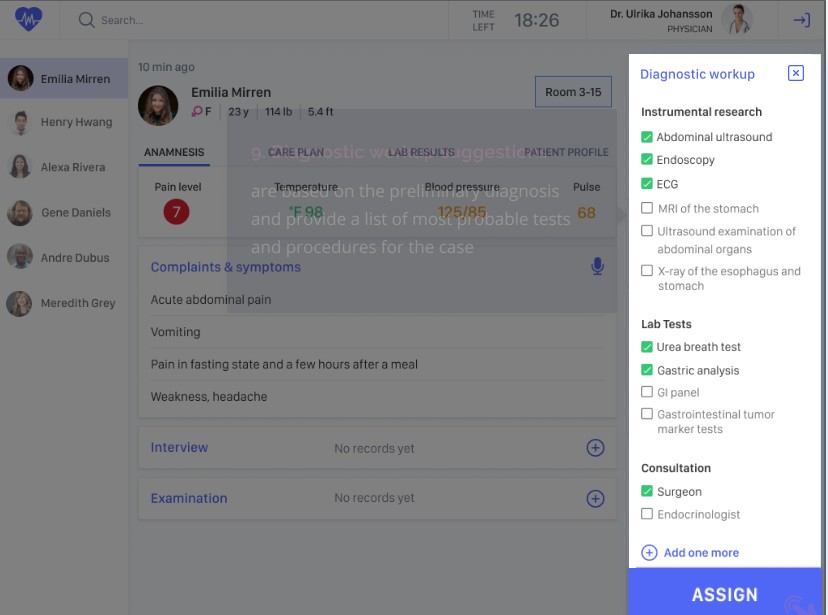 Search...
TIME
LEFT
18:26
Dr. Ulrika Johansson
PHYSICIAN
Emilia Mirren
Henry Hwang
Alexa Rivera
Gene Daniels
Andre Dubus
Meredith Grey
10 min ago
Emilia Mirren
F 23 y 114 lb 5.4 ft
Room 3-15
ANAMNESIS CARE PLAN LAB RESULTS PATIENT PROFILE
9. Diagnostic workup suggestions
are based on the preliminary diagnosis
and provide a list of most probable tests
and procedures for the case
Pain level
7
Temperature
°F 98
Blood pressure
125/85
Pulse
68
Complaints & symptoms
Acute abdominal pain
Vomiting
Pain in fasting state and a few hours after a meal
Weakness, headache
Interview No records yet
Examination No records yet
Diagnostic workup
Instrumental research
Abdominal ultrasound
Endoscopy
ECG
MRI of the stomach
Ultrasound examination of
abdominal organs
X-ray of the esophagus and
stomach
Lab Tests
Urea breath test
Gastric analysis
GI panel
Gastrointestinal tumor
marker tests
Consultation
Surgeon
Endocrinologist
Add one more
ASSIGN